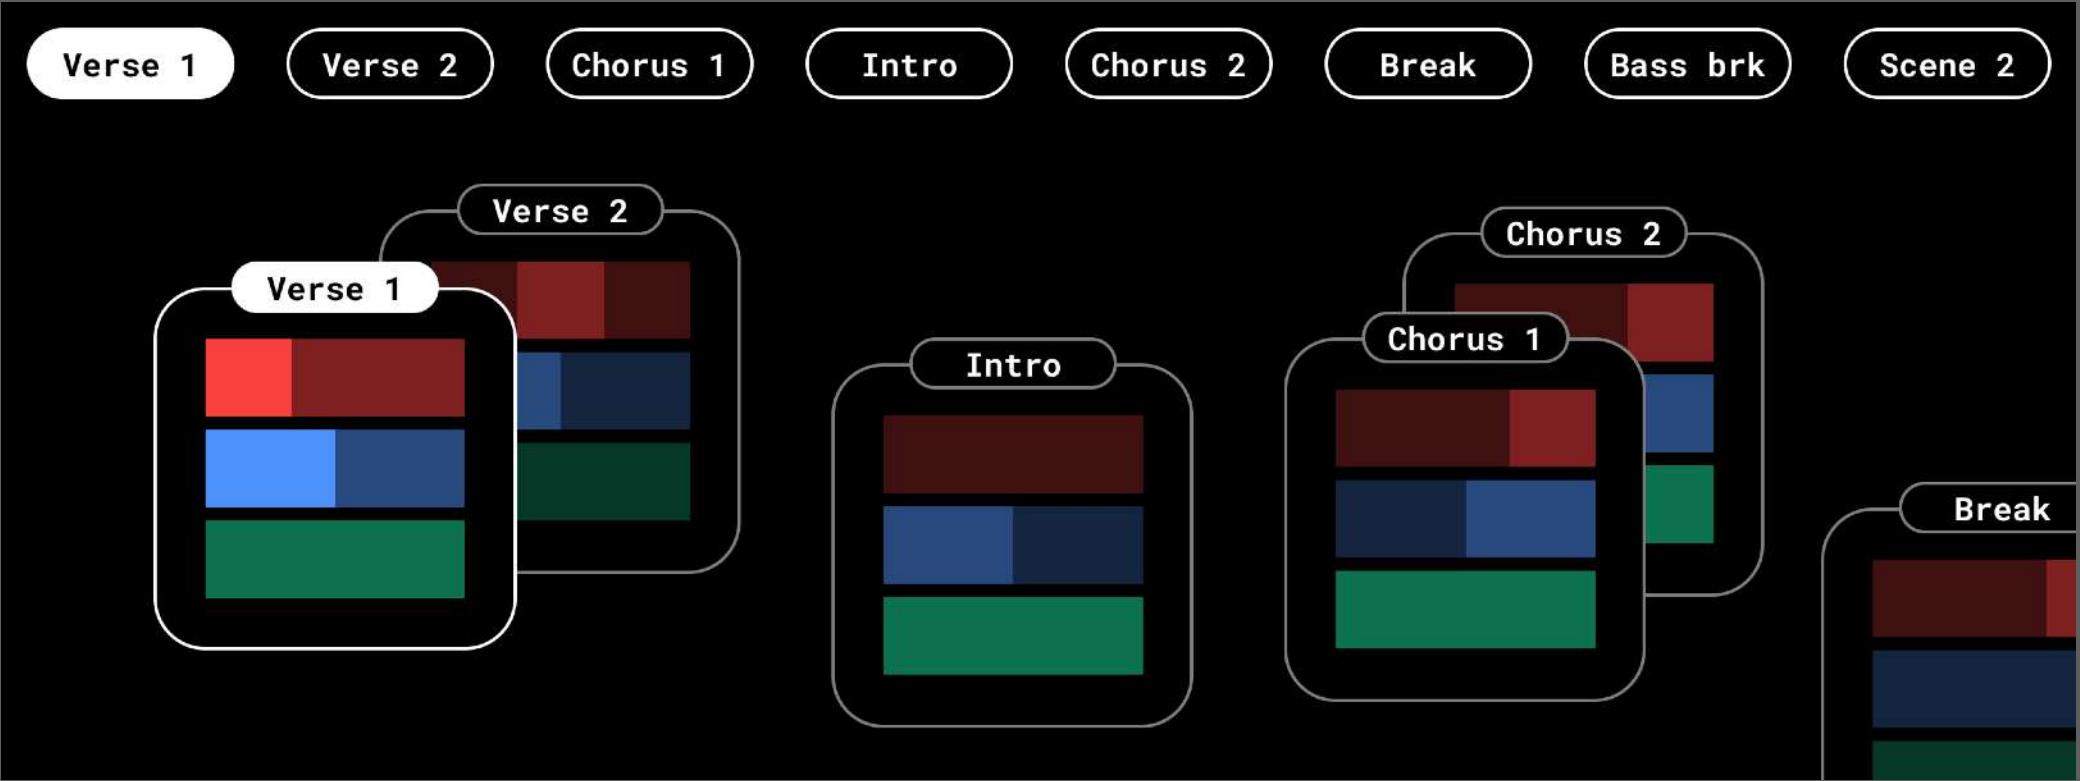 Verse 1
Verse 2
Chorus 1
Intro
Chorus 2
Break
Bass brk
Scene 2
Verse 2
Verse 1
Intro
Chorus 2
Chorus 1
Break